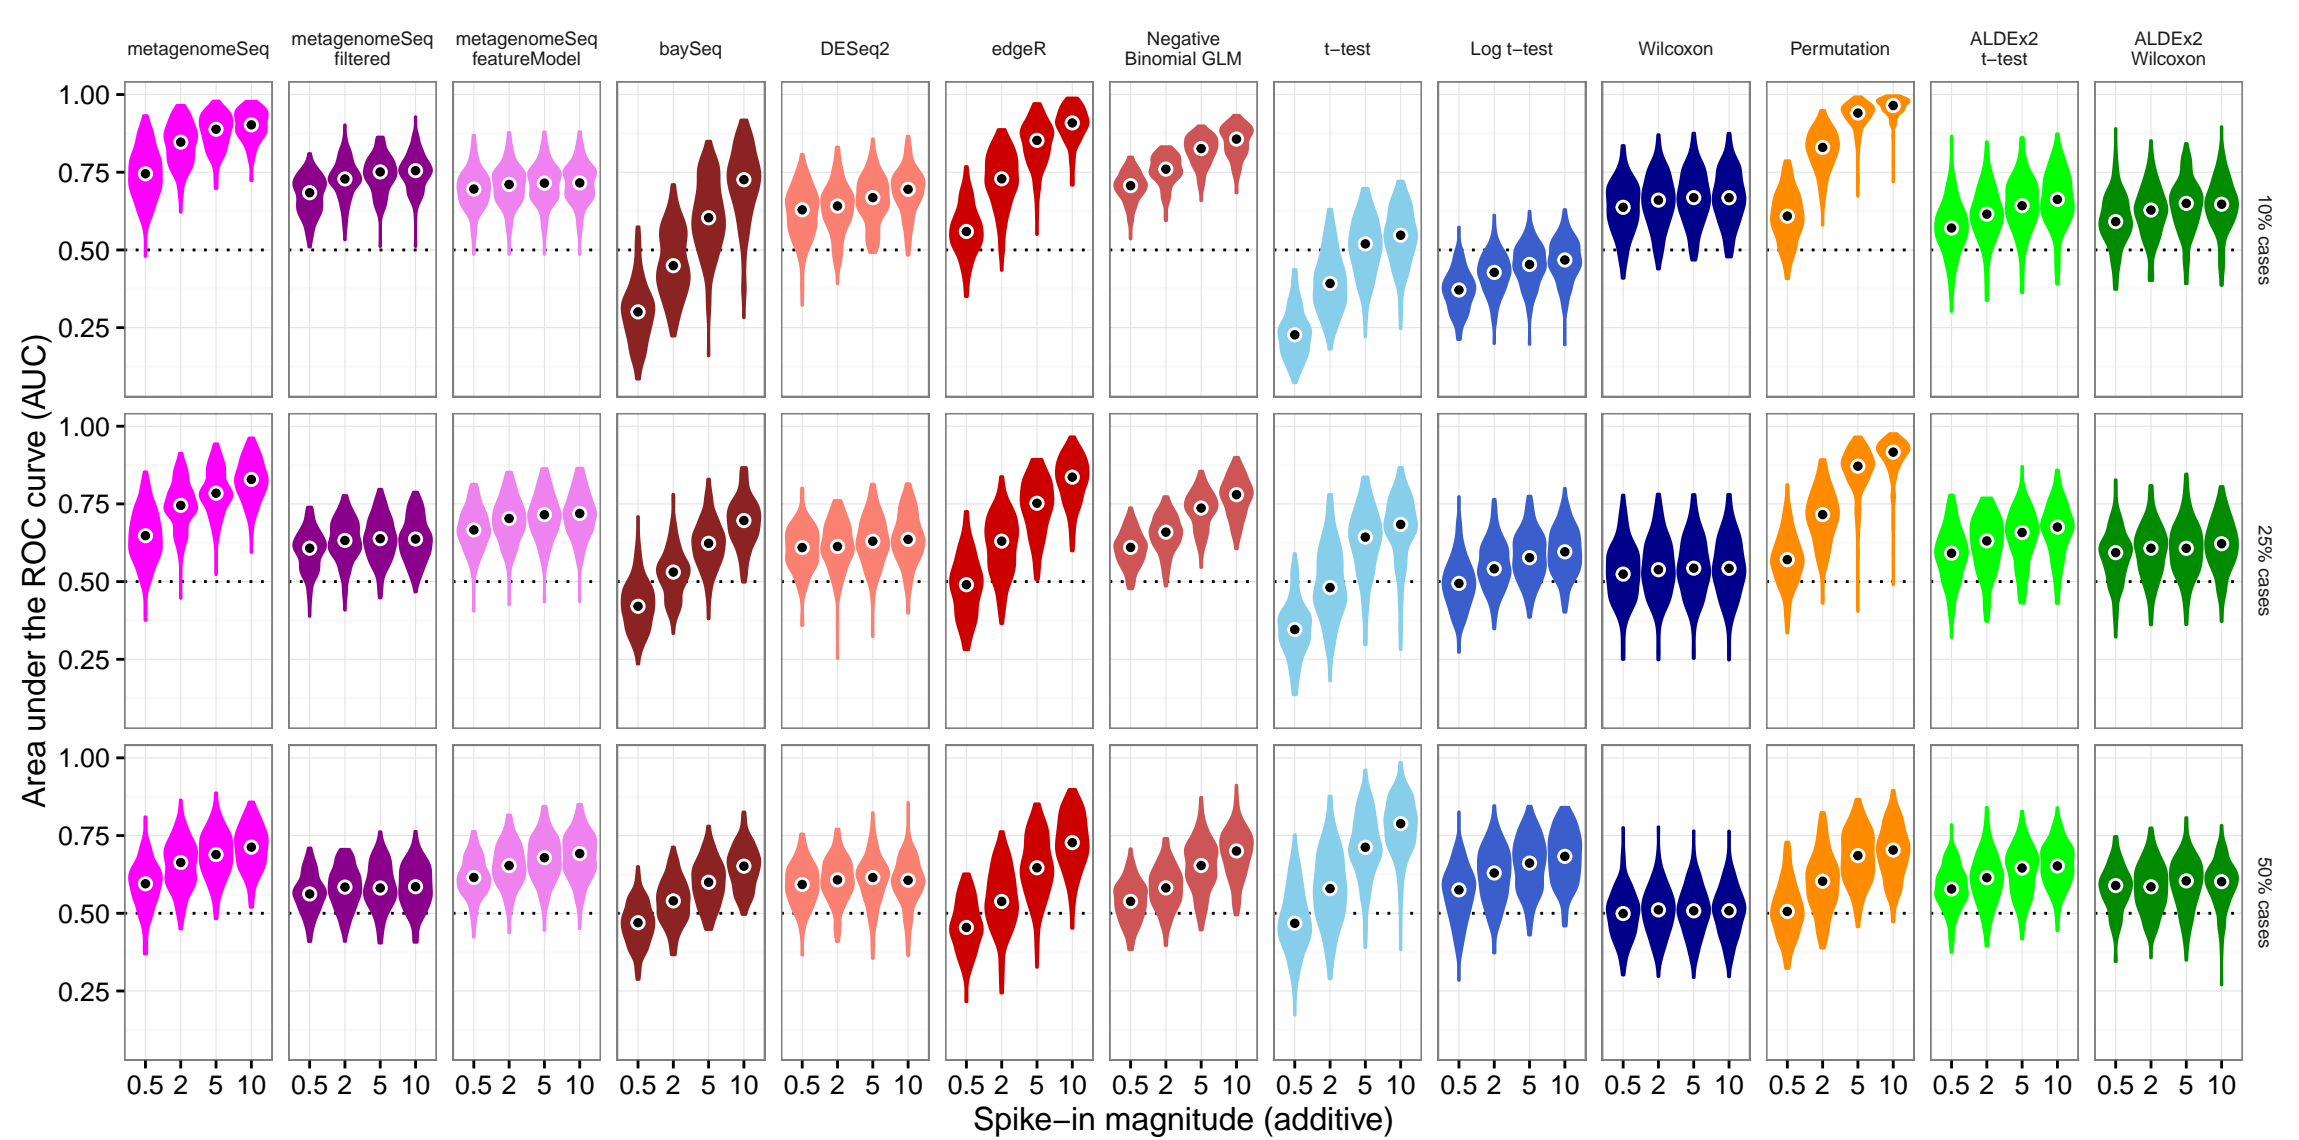 metagenomeSeq
metagenomeSeq
filtered
metagenomeSeq
featureModel
baySeq
DESeq2
edgeR
Negative
Binomial GLM
t−test
Log t−test
Wilcoxon
Permutation
ALDEx2
t−test
ALDEx2
Wilcoxon
Area under the ROC curve (AUC)
1.00
0.75
0.50
0.25
10% cases
1.00
0.75
0.50
0.25
25% cases
1.00
0.75
0.50
0.25
50% cases
0.5 2 5 10 0.5 2 5 10 0.5 2 5 10 0.5 2 5 10 0.5 2 5 10 0.5 2 5 10 0.5 2 5 10 0.5 2 5 10 0.5 2 5 10 0.5 2 5 10 0.5 2 5 10 0.5 2 5 10 0.5 2 5 10
Spike−in magnitude (additive)